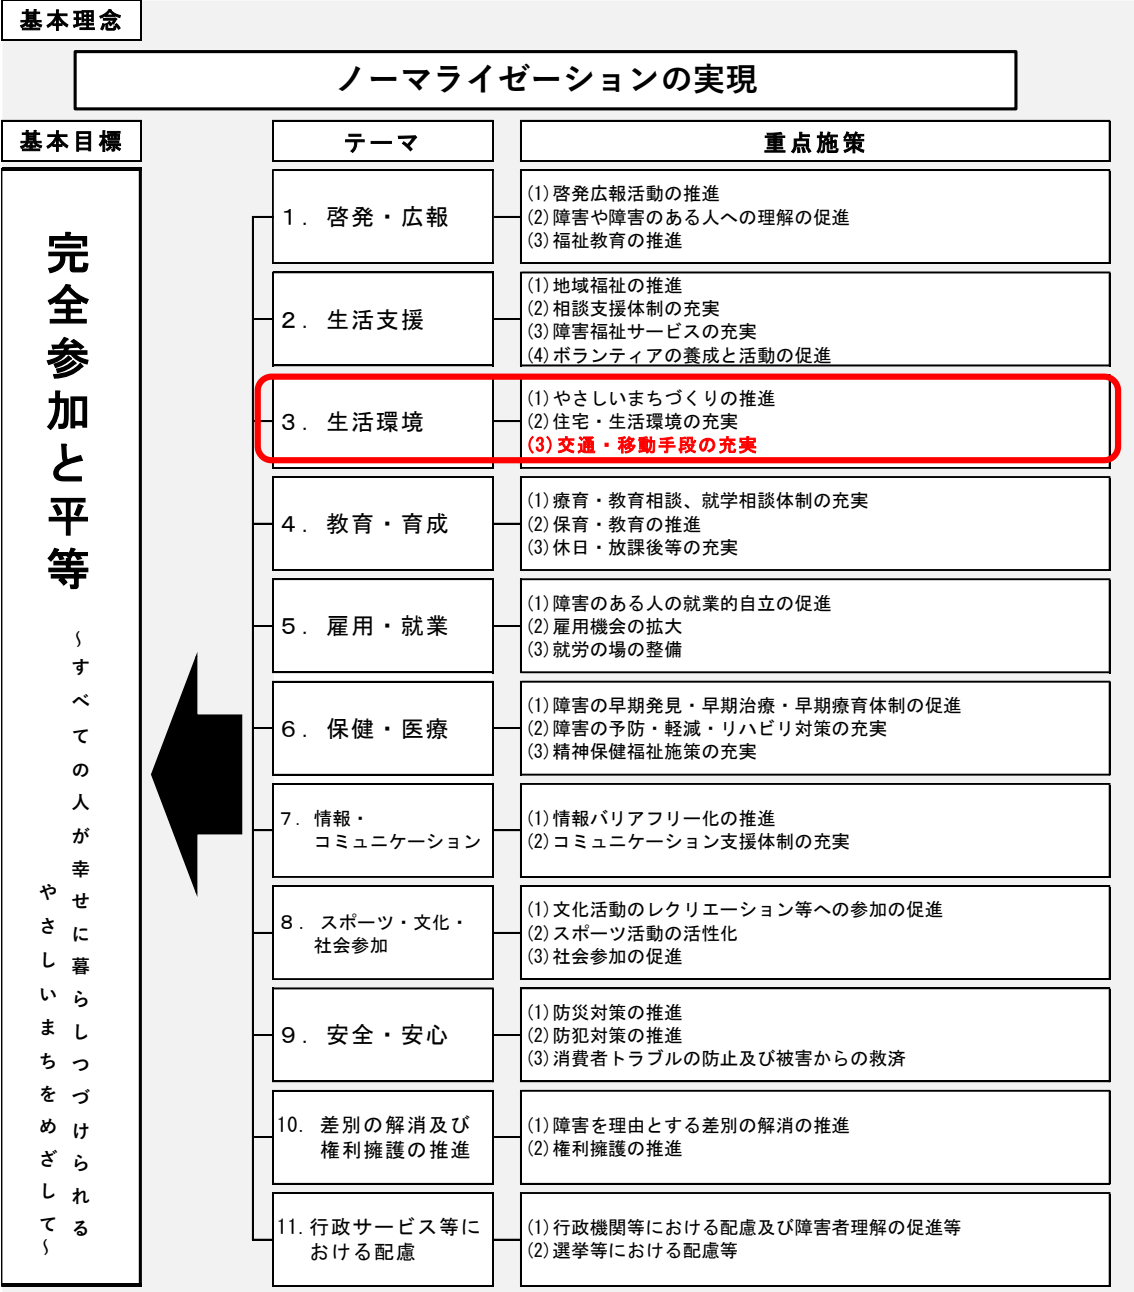 基本理念
ノーマライゼーションの実現
基本目標
テーマ
重点施策
完全参加と平等
～すべての人が幸せに暮らしつづけられる
やさしいまちをめざして～
１．啓発・広報
(1)啓発広報活動の推進
(2)障害や障害のある人への理解の促進
(3)福祉教育の推進
２．生活支援
(1)地域福祉の推進
(2)相談支援体制の充実
(3)障害福祉サービスの充実
(4)ボランティアの養成と活動の促進
３．生活環境
(1)やさしいまちづくりの推進
(2)住宅・生活環境の充実
(3)交通・移動手段の充実
４．教育・育成
(1)療育・教育相談、就学相談体制の充実
(2)保育・教育の推進
(3)休日・放課後等の充実
５．雇用・就業
(1)障害のある人の就業的自立の促進
(2)雇用機会の拡大
(3)就労の場の整備
６．保健・医療
(1)障害の早期発見・早期治療・早期療育体制の促進
(2)障害の予防・軽減・リハビリ対策の充実
(3)精神保健福祉施策の充実
７．情報・
コミュニケーション
(1)情報バリアフリー化の推進
(2)コミュニケーション支援体制の充実
８．スポーツ・文化・
社会参加
(1)文化活動のレクリエーション等への参加の促進
(2)スポーツ活動の活性化
(3)社会参加の促進
９．安全・安心
(1)防災対策の推進
(2)防犯対策の推進
(3)消費者トラブルの防止及び被害からの救済
10．差別の解消及び
権利擁護の推進
(1)障害を理由とする差別の解消の推進
(2)権利擁護の推進
11.行政サービス等に
おける配慮
(1)行政機関等における配慮及び障害者理解の促進等
(2)選挙等における配慮等